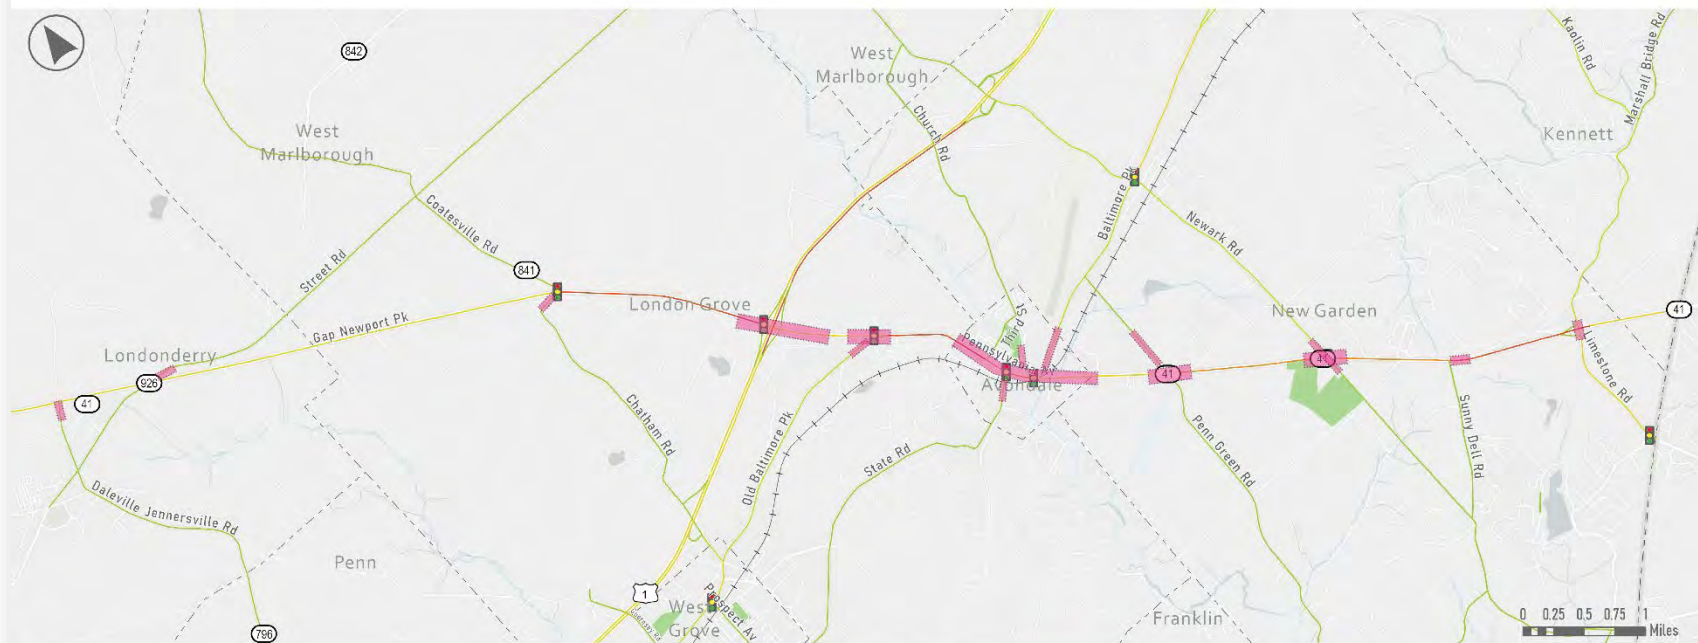 842
West
Marlborough
West
Marlborough
Kaolin Rd
Marshall Bridge Rd
Kennett
Church Rd
Baltimore Pk
Newark Rd
Coatesville Rd
841
Street Rd
Gap Newport Pk
London Grove
Third St
Pennsylvania Av
Avondale
New Garden
41
41
41
Londonderry
926
41
Limestone Rd
Sunny Dell Rd
Penn Green Rd
State Rd
Chatham Rd
Old Baltimore Pk
Daleville Jennersville Rd
Penn
796
1
West
Grove
Prospect Av
Guernsey Rd
Franklin
0 0.25 0.5 0.75 1
Miles